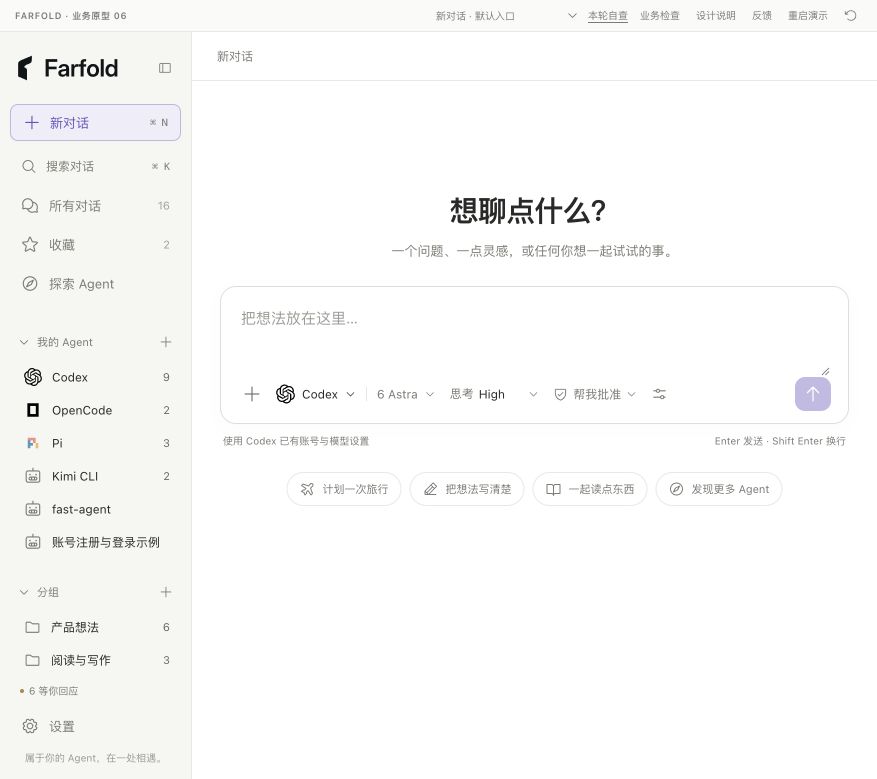 FARFOLD · 业务原型 06
新对话 · 默认入口
本轮自查
业务检查
设计说明
反馈
重启演示
Farfold
新对话
⌘ N
搜索对话
⌘ K
所有对话
16
收藏
2
探索 Agent
我的 Agent
Codex
9
OpenCode
2
Pi
3
Kimi CLI
2
fast-agent
账号注册与登录示例
分组
产品想法
6
阅读与写作
3
6 等你回应
设置
属于你的 Agent，在一处相遇。
新对话
想聊点什么?
一个问题、一点灵感，或任何你想一起试试的事。
把想法放在这里...
Codex
6 Astra
思考 High
帮我批准
使用 Codex 已有账号与模型设置
Enter 发送 · Shift Enter 换行
计划一次旅行
把想法写清楚
一起读点东西
发现更多 Agent